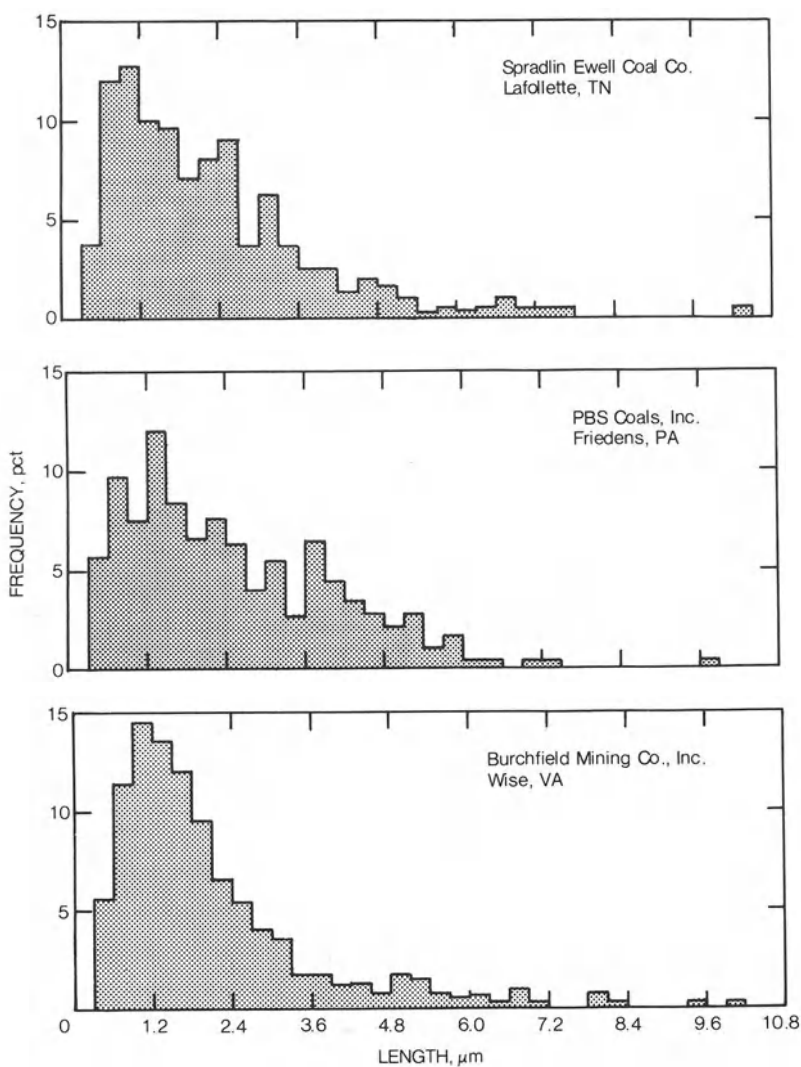 15
Spradlin Ewell Coal Co.
Lafollette, TN
10
5
0
15
PBS Coals, Inc.
Friedens, PA
10
5
0
FREQUENCY, pct
15
Burchfield Mining Co., Inc.
Wise, VA
10
5
0 1.2 2.4 3.6 4.8 6.0 7.2 8.4 9.6 10.8
LENGTH, μm